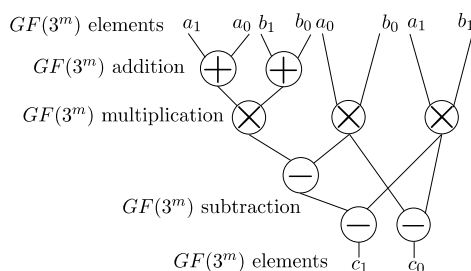 GF(3^m) elements a_1 a_0 b_1 b_0 a_0 b_0 a_1 b_1
GF(3^m) addition + +
GF(3^m) multiplication × × ×
−
GF(3^m) subtraction
− −
GF(3^m) elements c_1 c_0